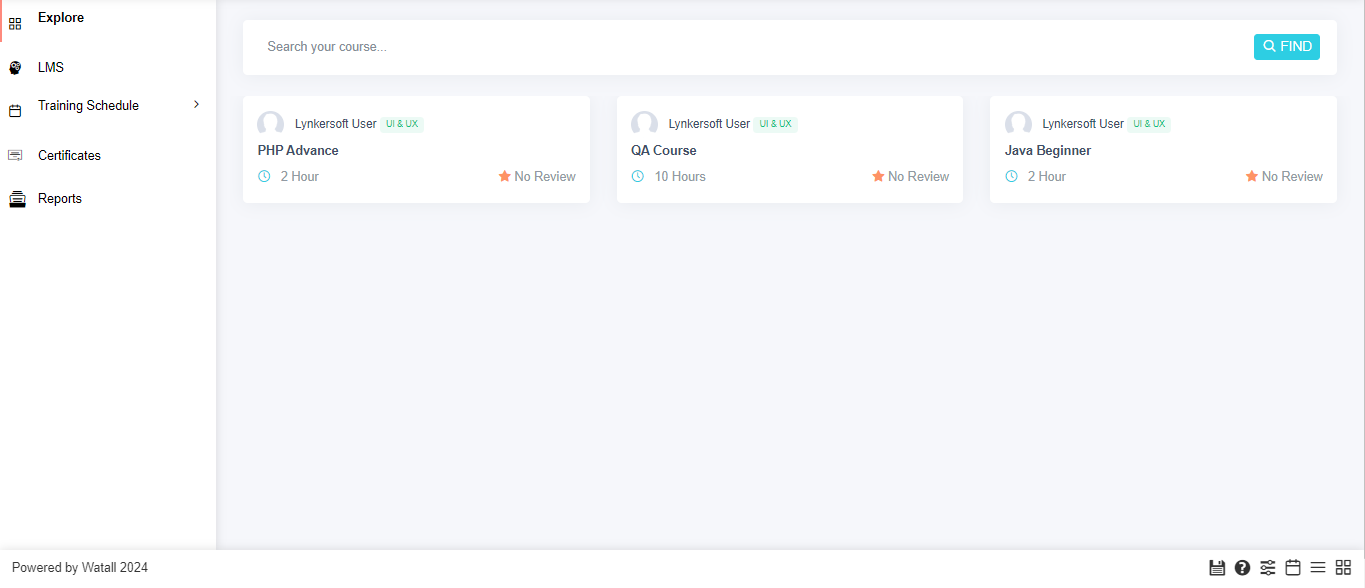 Explore
LMS
Training Schedule
Certificates
Reports
Search your course...
FIND
Lynkersoft User UI & UX
PHP Advance
2 Hour
No Review
Lynkersoft User UI & UX
QA Course
10 Hours
No Review
Lynkersoft User UI & UX
Java Beginner
2 Hour
No Review
Powered by Watall 2024